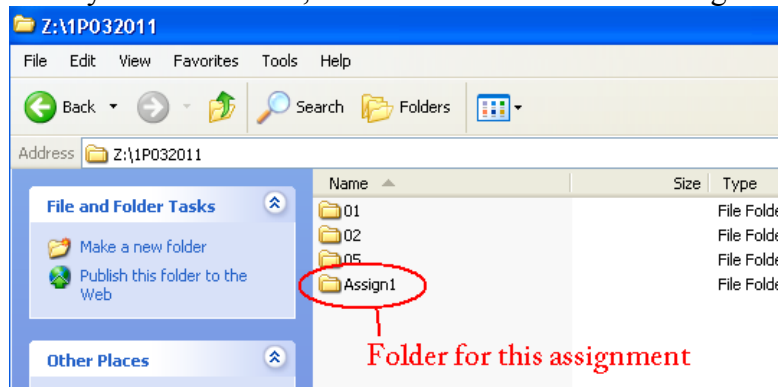 Z:\1P032011
File Edit View Favorites Tools Help
Back Search Folders
Address Z:\1P032011
Name Size Type
File and Folder Tasks
Make a new folder
Publish this folder to the
Web
Other Places
01 File Folde
02 File Folde
05 File Folde
Assign1 File Folde
Folder for this assignment